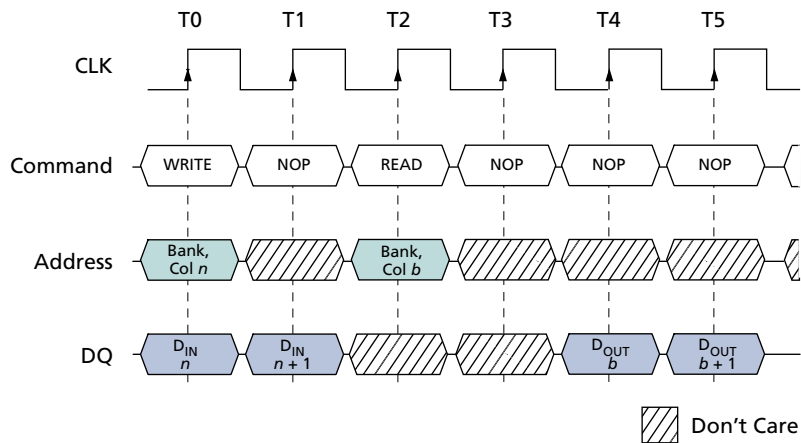 T0 T1 T2 T3 T4 T5
CLK
Command WRITE NOP READ NOP NOP NOP
Address Bank, Col n Bank, Col b
DQ DIN n DIN n + 1 DOUT b DOUT b + 1
Don't Care